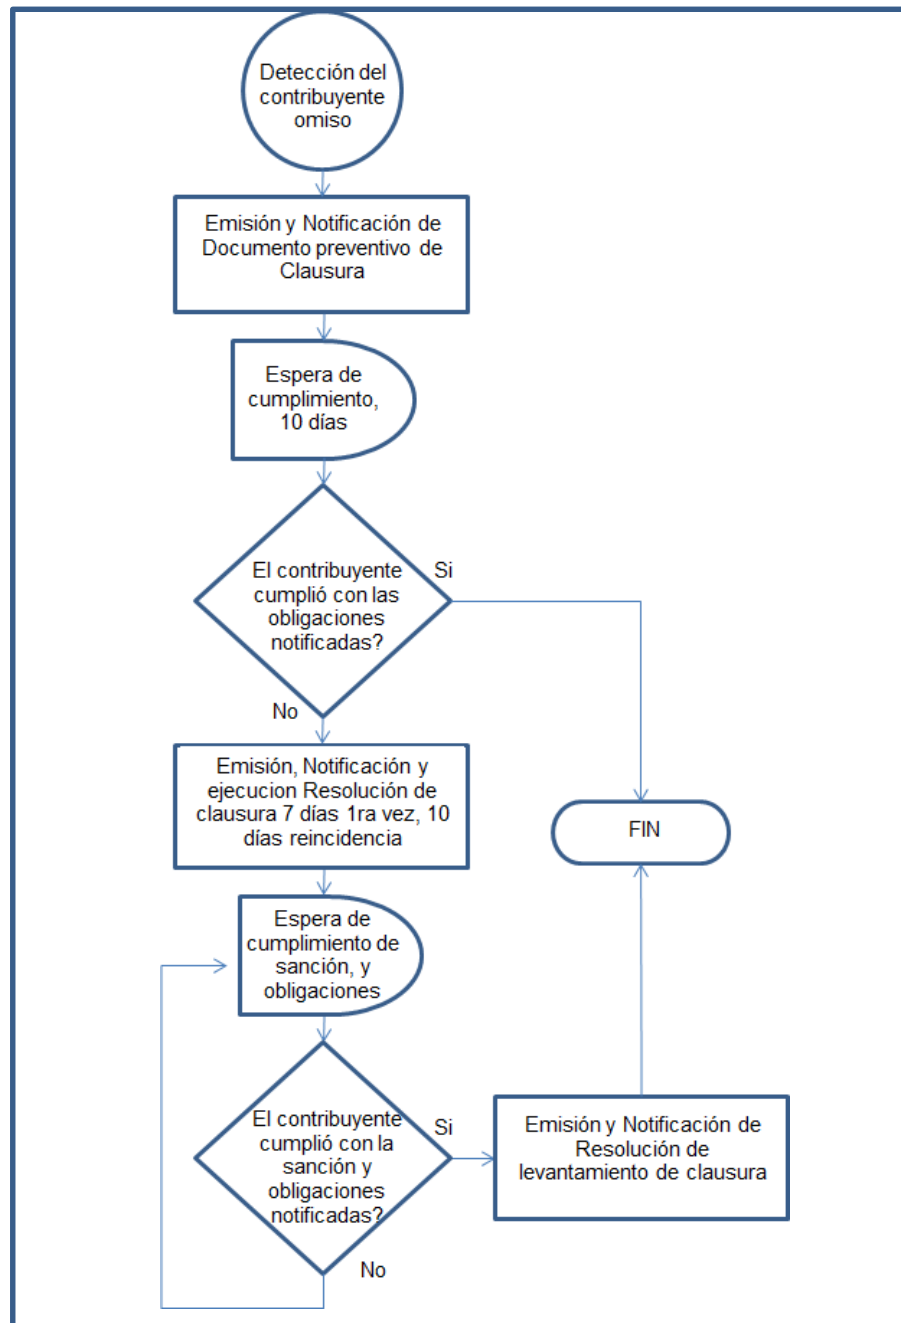 Detección del
contribuyente
omiso
Emisión y Notificación de
Documento preventivo de
Clausura
Espera de
cumplimiento,
10 días
El contribuyente
cumplió con las
obligaciones
notificadas?
Si
No
Emisión, Notificación y
ejecucion Resolución de
clausura 7 días 1ra vez, 10
días reincidencia
FIN
Espera de
cumplimiento de
sanción, y
obligaciones
El contribuyente
cumplió con la
sanción y
obligaciones
notificadas?
Si
Emisión y Notificación de
Resolución de
levantamiento de clausura
No